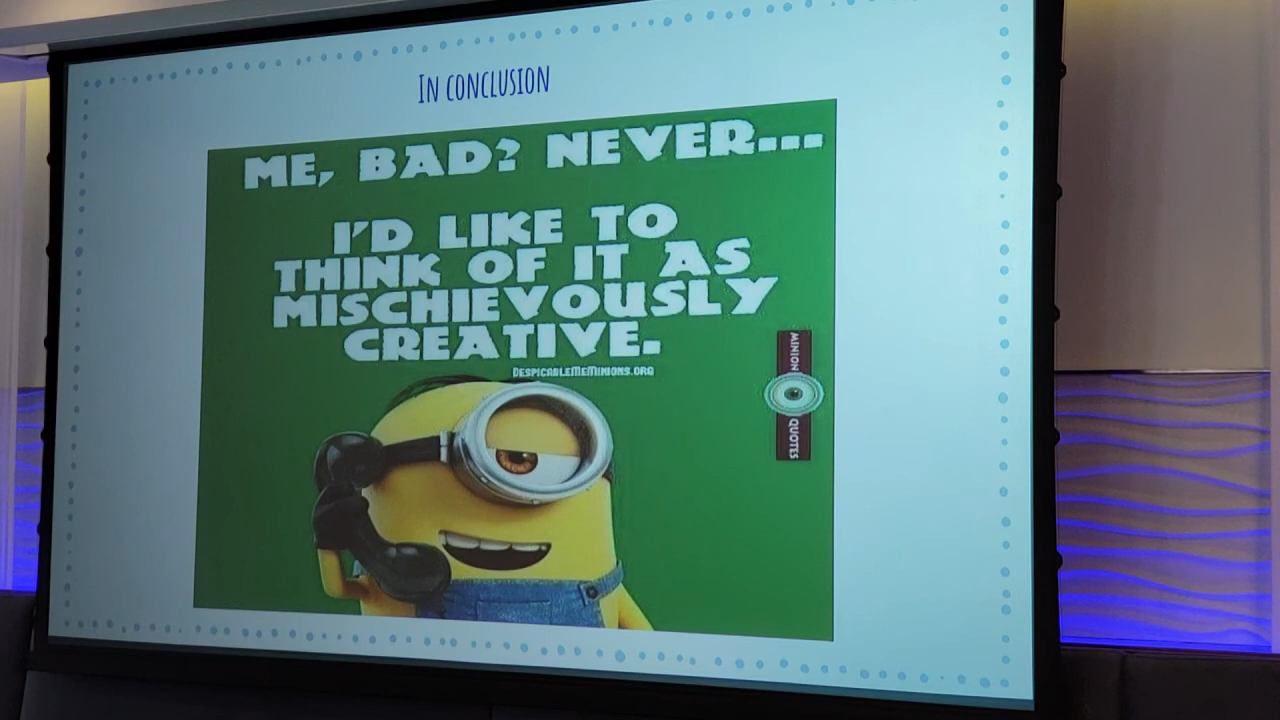 In conclusion
ME, BAD? NEVER...
I'D LIKE TO
THINK OF IT AS
MISCHIEVOUSLY
CREATIVE.
DESPICABLEMEMINIONS.ORG
MINION
QUOTES